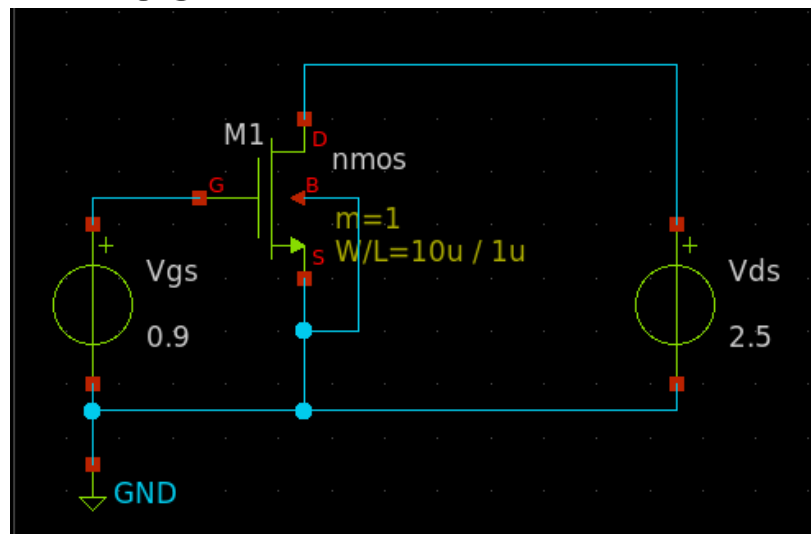 M1
D
nmos
G
B
m=1
S
W/L=10u / 1u
+
Vgs
0.9
+
Vds
2.5
GND